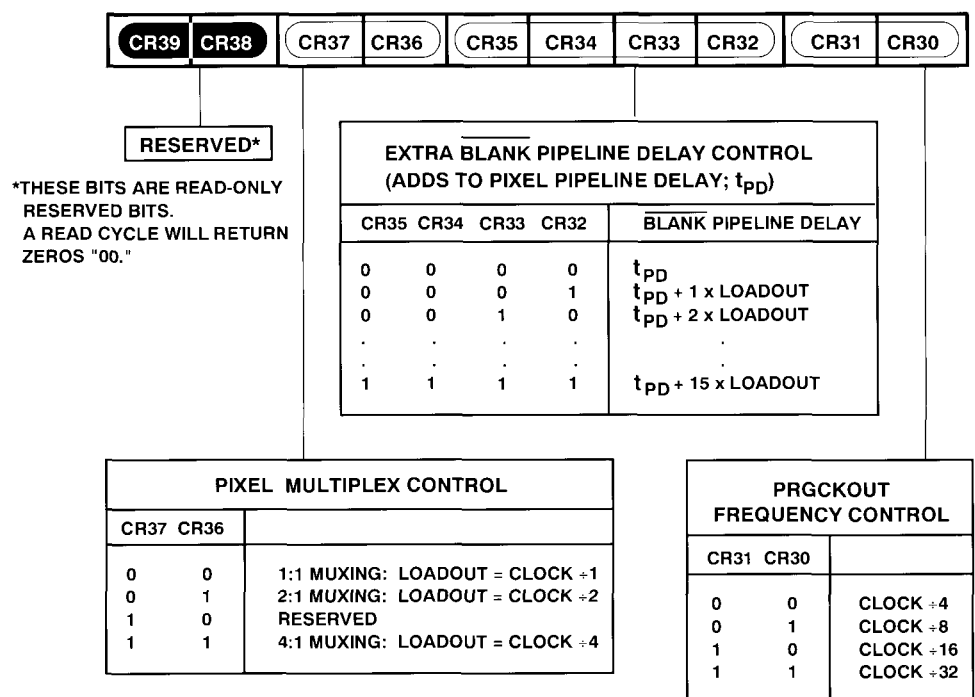 CR39 CR38 CR37 CR36 CR35 CR34 CR33 CR32 CR31 CR30
RESERVED*
*THESE BITS ARE READ-ONLY
RESERVED BITS.
A READ CYCLE WILL RETURN
ZEROS "00."
EXTRA BLANK PIPELINE DELAY CONTROL
(ADDS TO PIXEL PIPELINE DELAY; tPD)
CR35 CR34 CR33 CR32 BLANK PIPELINE DELAY
0 0 0 0 tPD
0 0 0 1 tPD + 1 x LOADOUT
0 0 1 0 tPD + 2 x LOADOUT
. . . . .
. . . . .
1 1 1 1 tPD + 15 x LOADOUT
PIXEL MULTIPLEX CONTROL
CR37 CR36
0 0 1:1 MUXING: LOADOUT = CLOCK ÷1
0 1 2:1 MUXING: LOADOUT = CLOCK ÷2
1 0 RESERVED
1 1 4:1 MUXING: LOADOUT = CLOCK ÷4
PRGCKOUT
FREQUENCY CONTROL
CR31 CR30
0 0 CLOCK ÷4
0 1 CLOCK ÷8
1 0 CLOCK ÷16
1 1 CLOCK ÷32